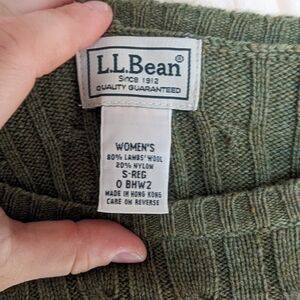 L.L.Bean®
Since 1912
QUALITY GUARANTEED
WOMEN'S
80% LAMBS' WOOL
20% NYLON
S-REG
0 BHW2
MADE IN HONG KONG
CARE ON REVERSE